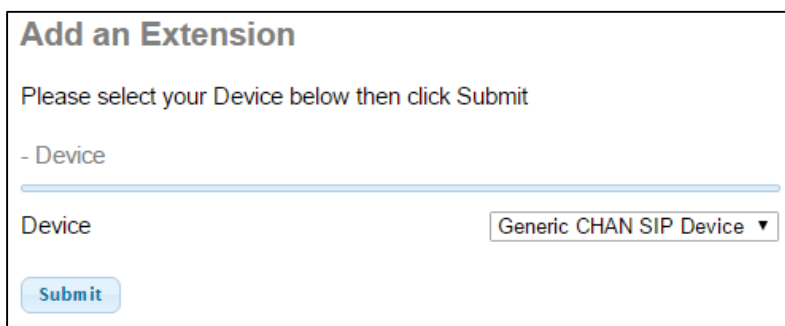 Add an Extension
Please select your Device below then click Submit
- Device
Device Generic CHAN SIP Device
Submit